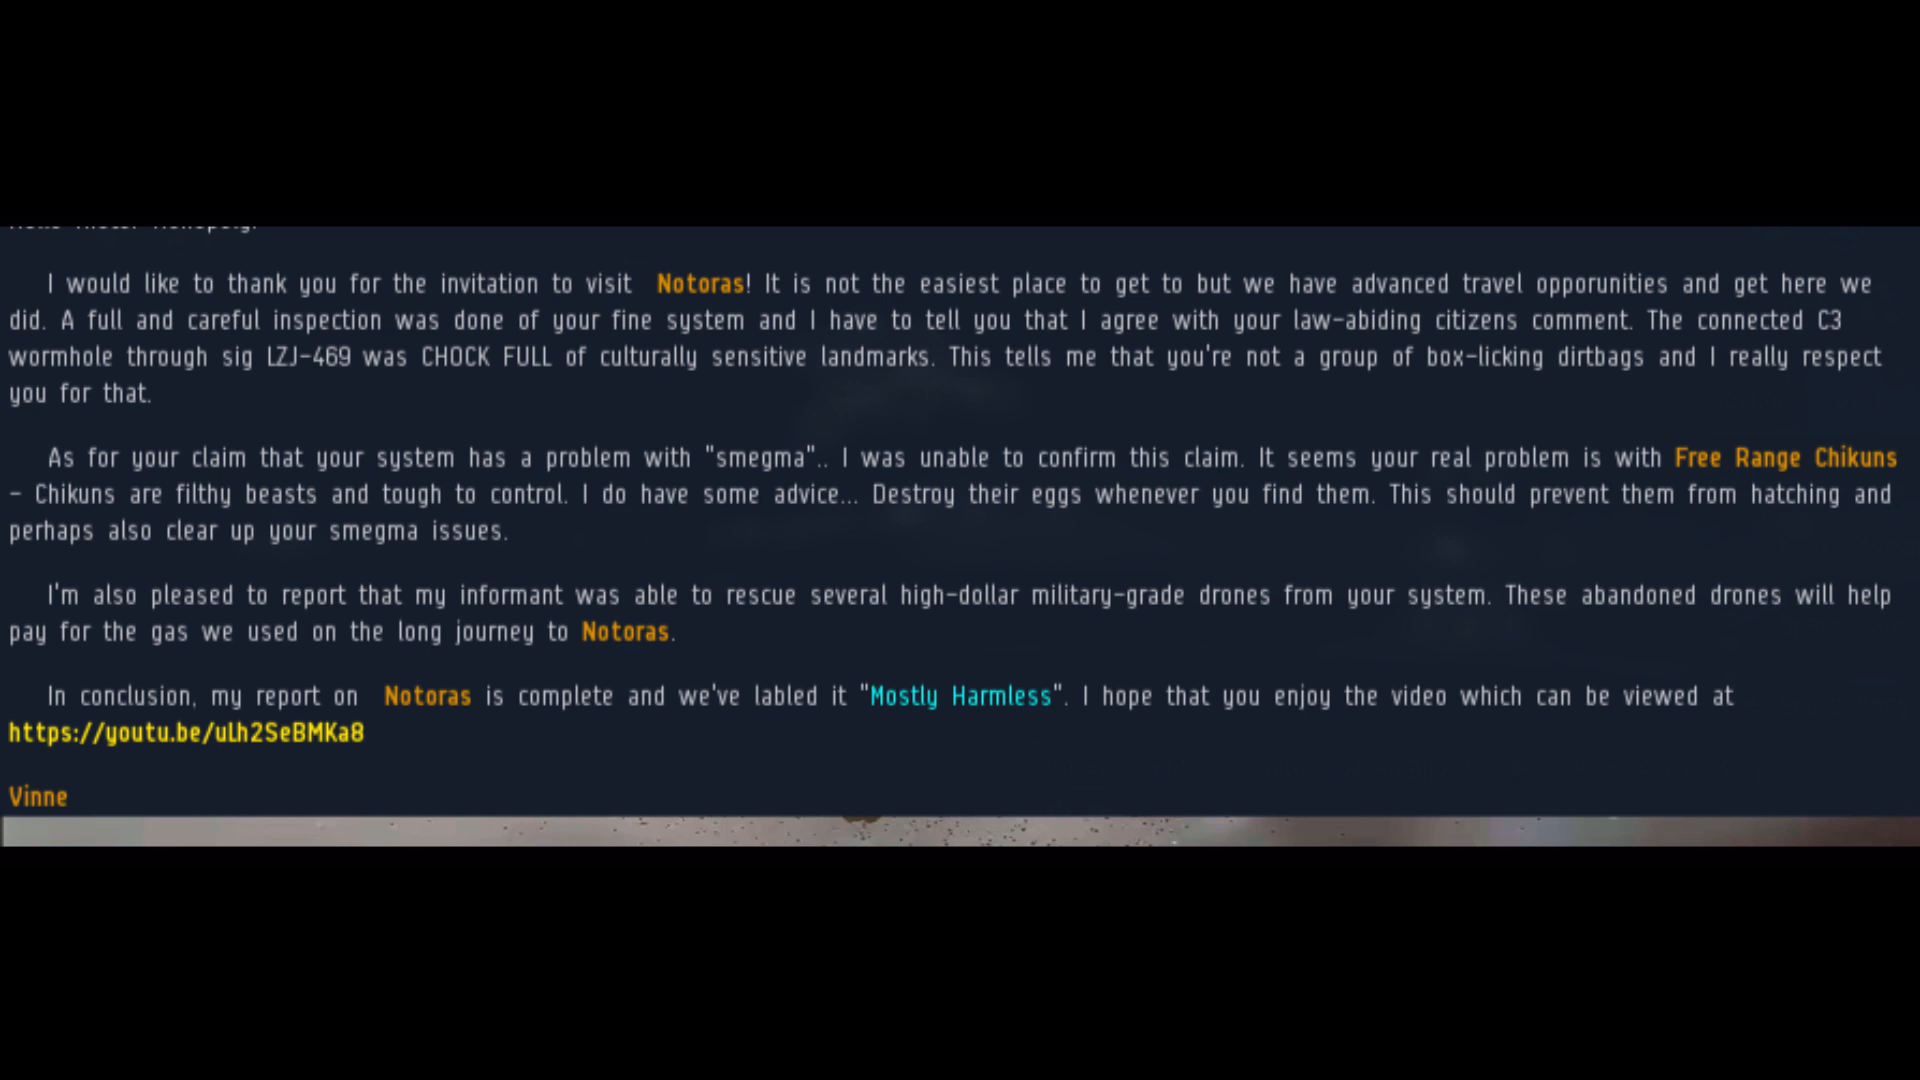 I would like to thank you for the invitation to visit Notoras! It is not the easiest place to get to but we have advanced travel opporunities and get here we
did. A full and careful inspection was done of your fine system and I have to tell you that I agree with your law-abiding citizens comment. The connected C3
wormhole through sig LZJ-469 was CHOCK FULL of culturally sensitive landmarks. This tells me that you're not a group of box-licking dirtbags and I really respect
you for that.
As for your claim that your system has a problem with "smegma".. I was unable to confirm this claim. It seems your real problem is with Free Range Chikuns
- Chikuns are filthy beasts and tough to control. I do have some advice... Destroy their eggs whenever you find them. This should prevent them from hatching and
perhaps also clear up your smegma issues.
I'm also pleased to report that my informant was able to rescue several high-dollar military-grade drones from your system. These abandoned drones will help
pay for the gas we used on the long journey to Notoras.
In conclusion, my report on Notoras is complete and we've labled it "Mostly Harmless". I hope that you enjoy the video which can be viewed at
https://youtu.be/uLh2SeBMKa8
Vinne